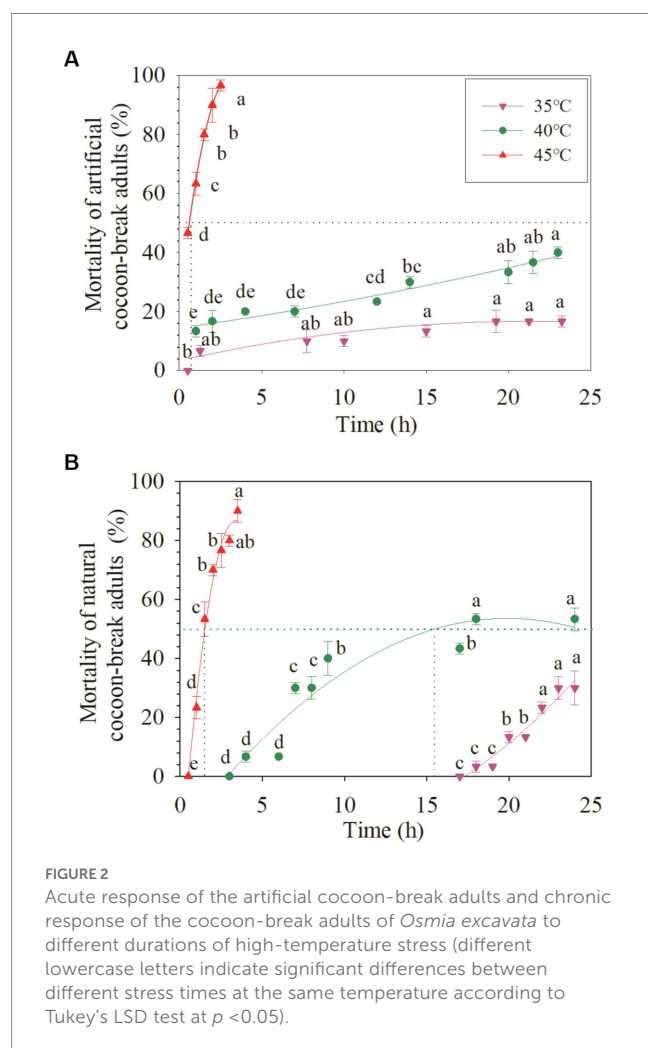 A
100
80
60
40
20
0
Mortality of artificial
cocoon-break adults (%)
35℃
40℃
45℃
a
b
b
c
d
e
de
de
de
cd
bc
ab
ab
a
b
ab
ab
ab
a
a
a
a
0 5 10 15 20 25
Time (h)
B
100
80
60
40
20
0
Mortality of natural
cocoon-break adults (%)
a
b
ab
b
c
d
e
d
d
d
c
c
b
b
a
a
c
c
c
b
b
a
a
a
0 5 10 15 20 25
Time (h)
FIGURE 2
Acute response of the artificial cocoon-break adults and chronic
response of the cocoon-break adults of Osmia excavata to
different durations of high-temperature stress (different
lowercase letters indicate significant differences between
different stress times at the same temperature according to
Tukey's LSD test at p <0.05).